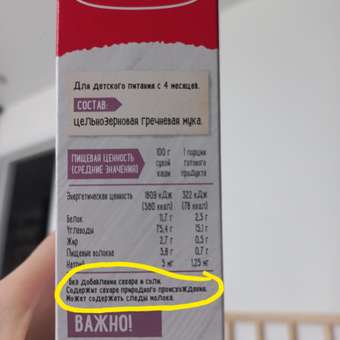 Для детского питания с 4 месяцев.
СОСТАВ:
цельнозерновая гречневая мука.
ПИЩЕВАЯ ЦЕННОСТЬ (СРЕДНИЕ ЗНАЧЕНИЯ) 100 г сухой каши 1 порции готового продукта
Энергетическая ценность 1609 кДж (380 ккал) 322 кДж (78 ккал)
Белок 11,7 г 2,3 г
Углеводы 75,4 г 15,1 г
Жир 2,7 г 0,5 г
Пищевые волокна 3,8 г 0,7 г
Натрий 5 мг 1,25 мг
Без добавления сахара и соли.
Содержит сахара природного происхождения.
Может содержать следы молока.
ВАЖНО!